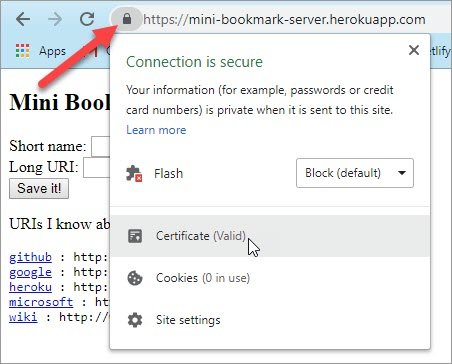 https://mini-bookmark-server.herokuapp.com
Apps
etlify
Connection is secure
Your information (for example, passwords or credit
card numbers) is private when it is sent to this site.
Learn more
Flash
Block (default)
Certificate (Valid)
Cookies (0 in use)
Site settings
Mini Book
Short name:
Long URI:
Save it!
URIs I know ab
github : http:
google : http:
heroku : http:
microsoft : ht
wiki : http://